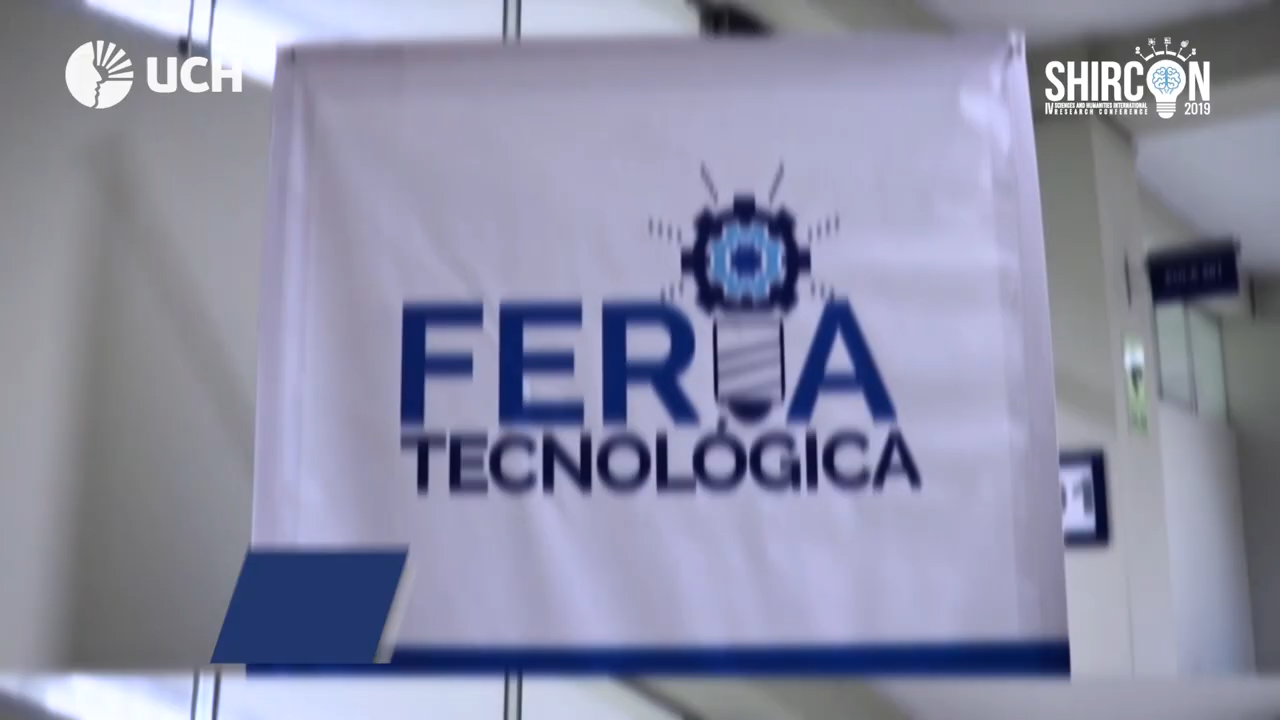 UCH
SHIRCON
IV SCIENCES AND HUMANITIES INTERNATIONAL
RESEARCH CONFERENCE 2019
FERIA
TECNOLÓGICA